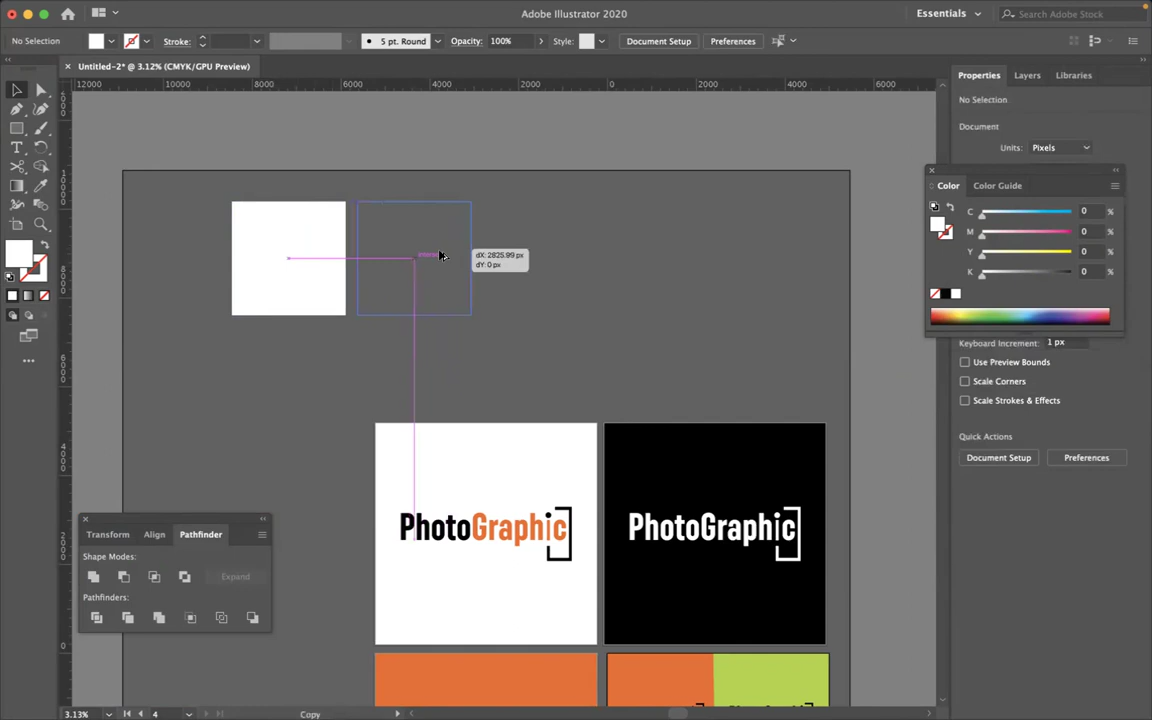 Adobe Illustrator 2020
Essentials
Search Adobe Stock
No Selection
Stroke:
5 pt. Round
Opacity:
100%
Style:
Document Setup
Preferences
Untitled-2* @ 3.12% (CMYK/GPU Preview)
Properties
Layers
Libraries
12000
10000
8000
6000
4000
2000
0
2000
4000
6000
No Selection
Document
Units:
Pixels
Color
Color Guide
C
0
%
M
0
%
Y
0
%
K
0
%
dX: 2825.99 px
dY: 0 px
Keyboard Increment:
1 px
Use Preview Bounds
Scale Corners
Scale Strokes & Effects
Quick Actions
Document Setup
Preferences
PhotoGraphic
PhotoGraphic
Transform
Align
Pathfinder
Shape Modes:
Expand
Pathfinders:
3.13%
4
Copy